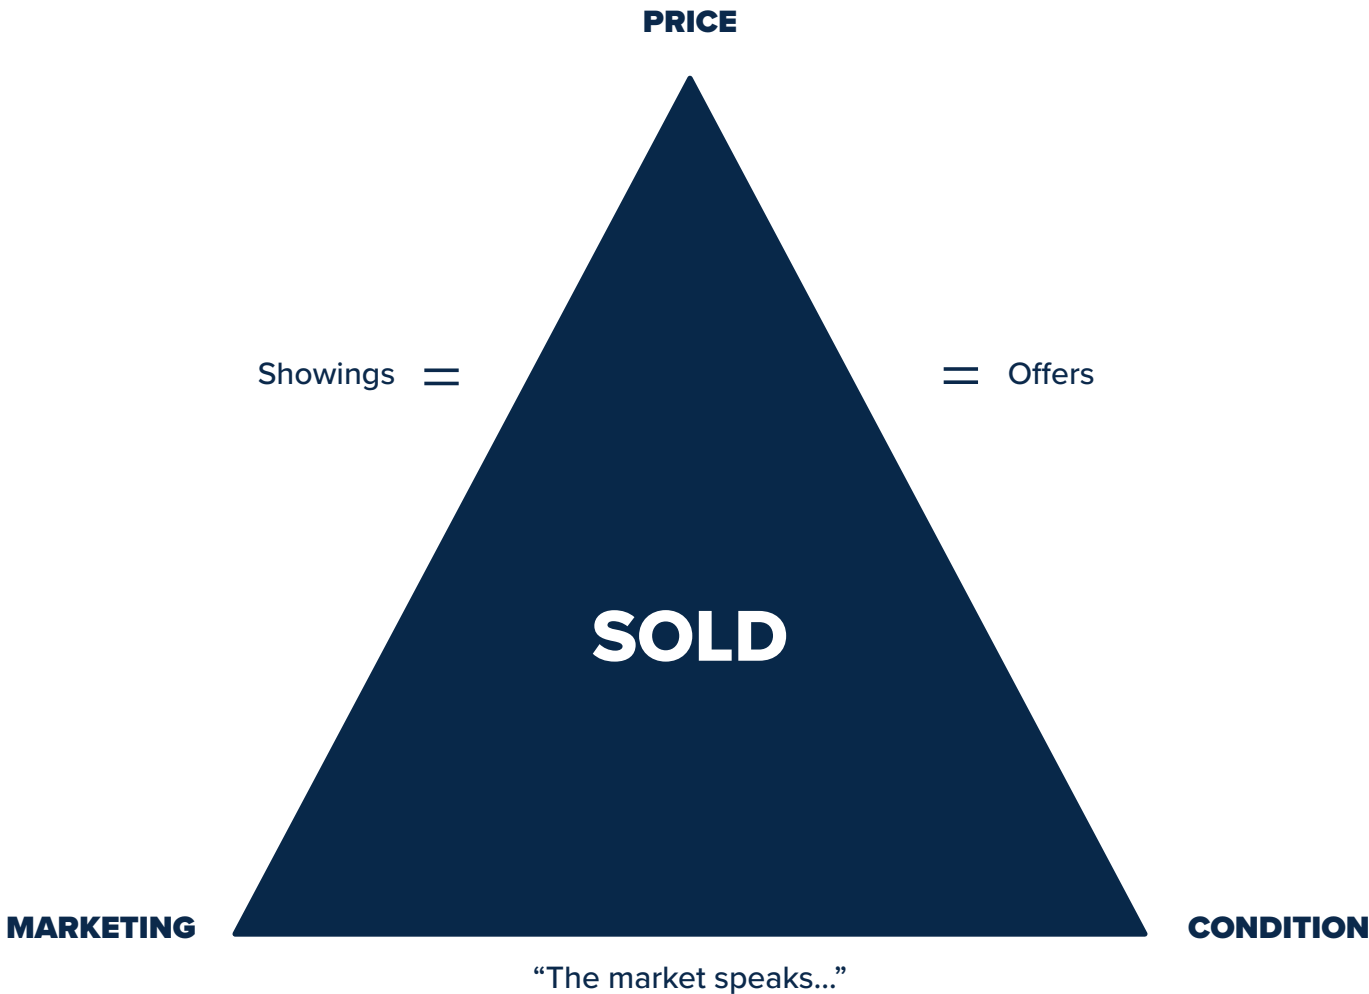 PRICE
Showings =
= Offers
SOLD
MARKETING
CONDITION
“The market speaks...”